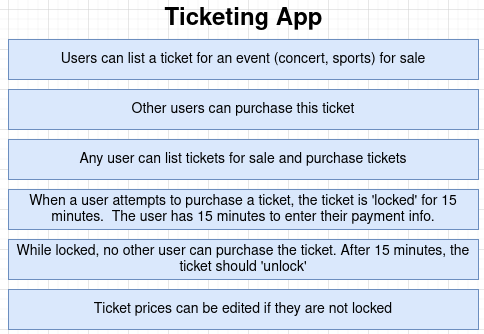 Ticketing App
Users can list a ticket for an event (concert, sports) for sale
Other users can purchase this ticket
Any user can list tickets for sale and purchase tickets
When a user attempts to purchase a ticket, the ticket is 'locked' for 15
minutes.  The user has 15 minutes to enter their payment info.
While locked, no other user can purchase the ticket. After 15 minutes, the
ticket should 'unlock'
Ticket prices can be edited if they are not locked